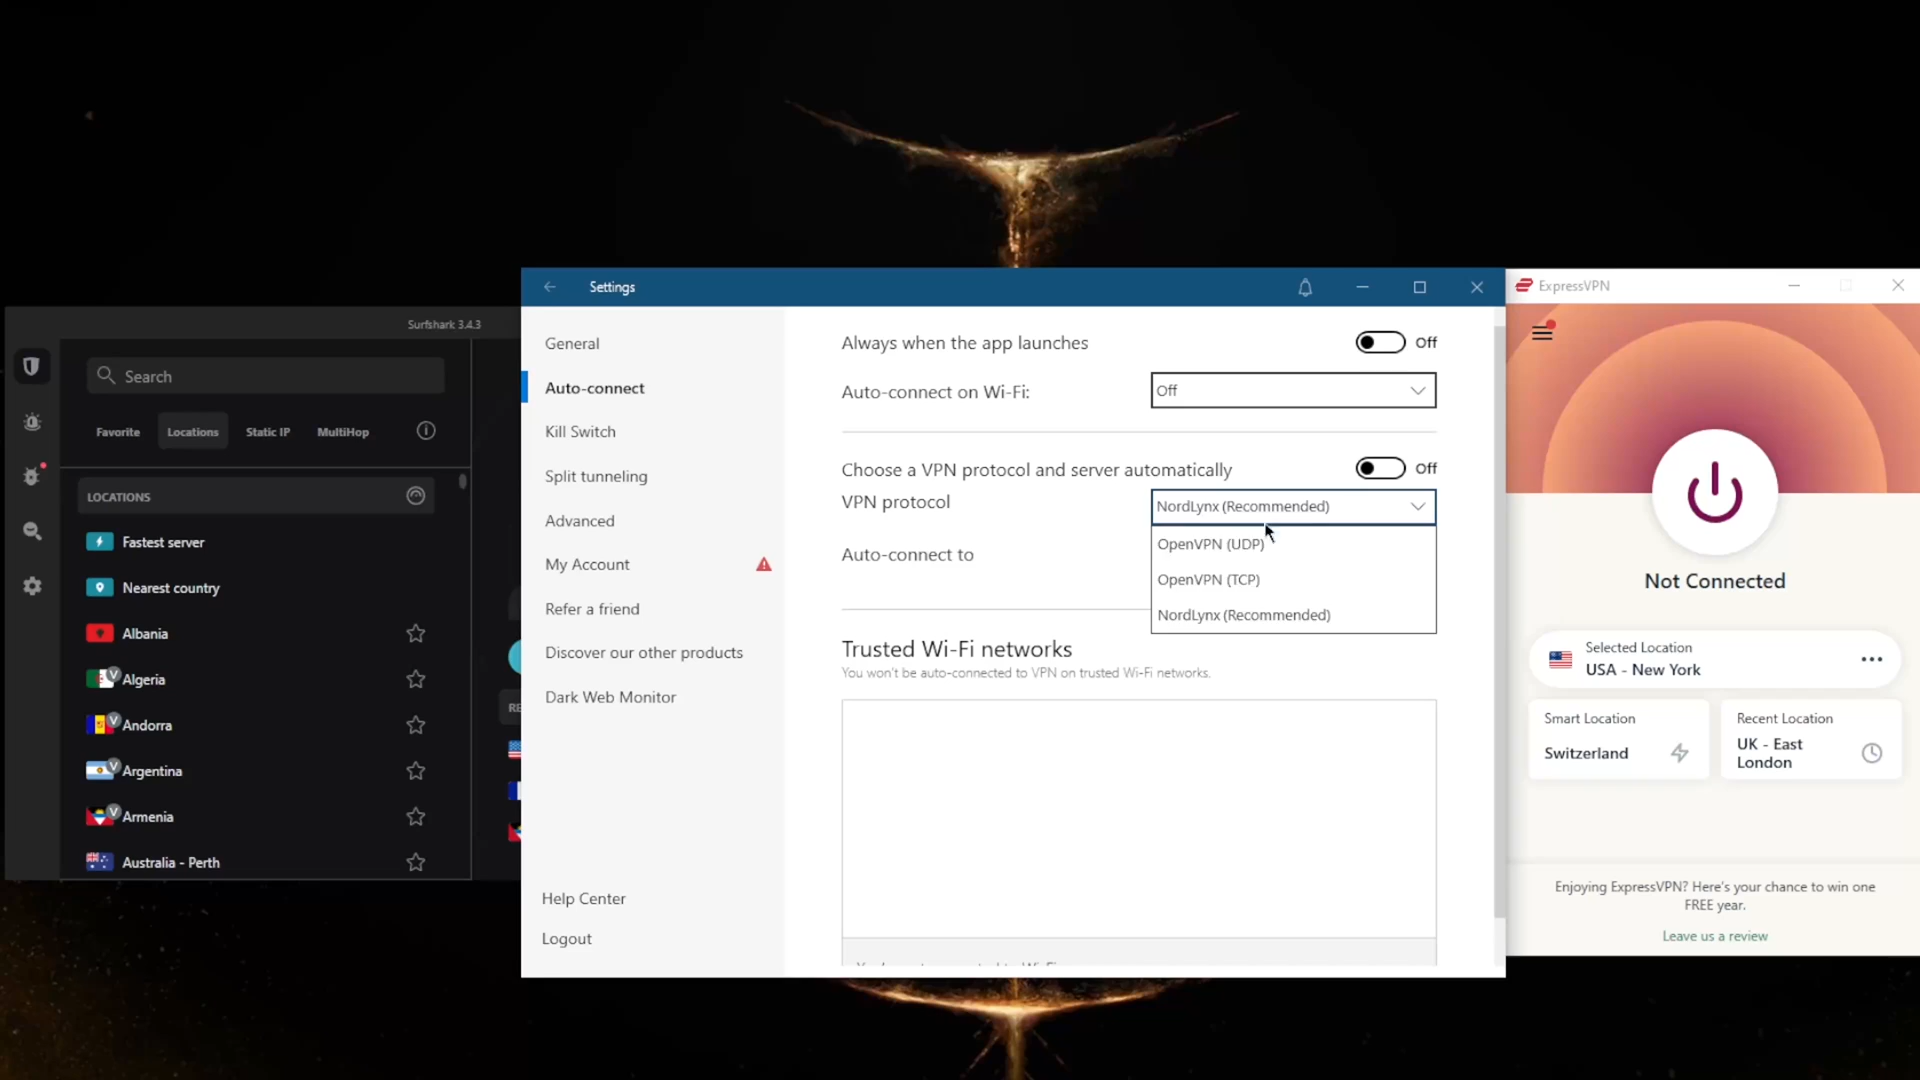 Surfshark 3.4.3
Search
Favorite
Locations
Static IP
MultiHop
LOCATIONS
Fastest server
Nearest country
Albania
Algeria
Andorra
Argentina
Armenia
Australia - Perth
Settings
General
Auto-connect
Kill Switch
Split tunneling
Advanced
My Account
Refer a friend
Discover our other products
Dark Web Monitor
Help Center
Logout
Always when the app launches
Off
Auto-connect on Wi-Fi:
Off
Choose a VPN protocol and server automatically
Off
VPN protocol
NordLynx (Recommended)
OpenVPN (UDP)
OpenVPN (TCP)
NordLynx (Recommended)
Auto-connect to
Trusted Wi-Fi networks
You won't be auto-connected to VPN on trusted Wi-Fi networks.
ExpressVPN
Not Connected
Selected Location
USA - New York
Smart Location
Switzerland
Recent Location
UK - East
London
Enjoying ExpressVPN? Here's your chance to win one
FREE year.
Leave us a review